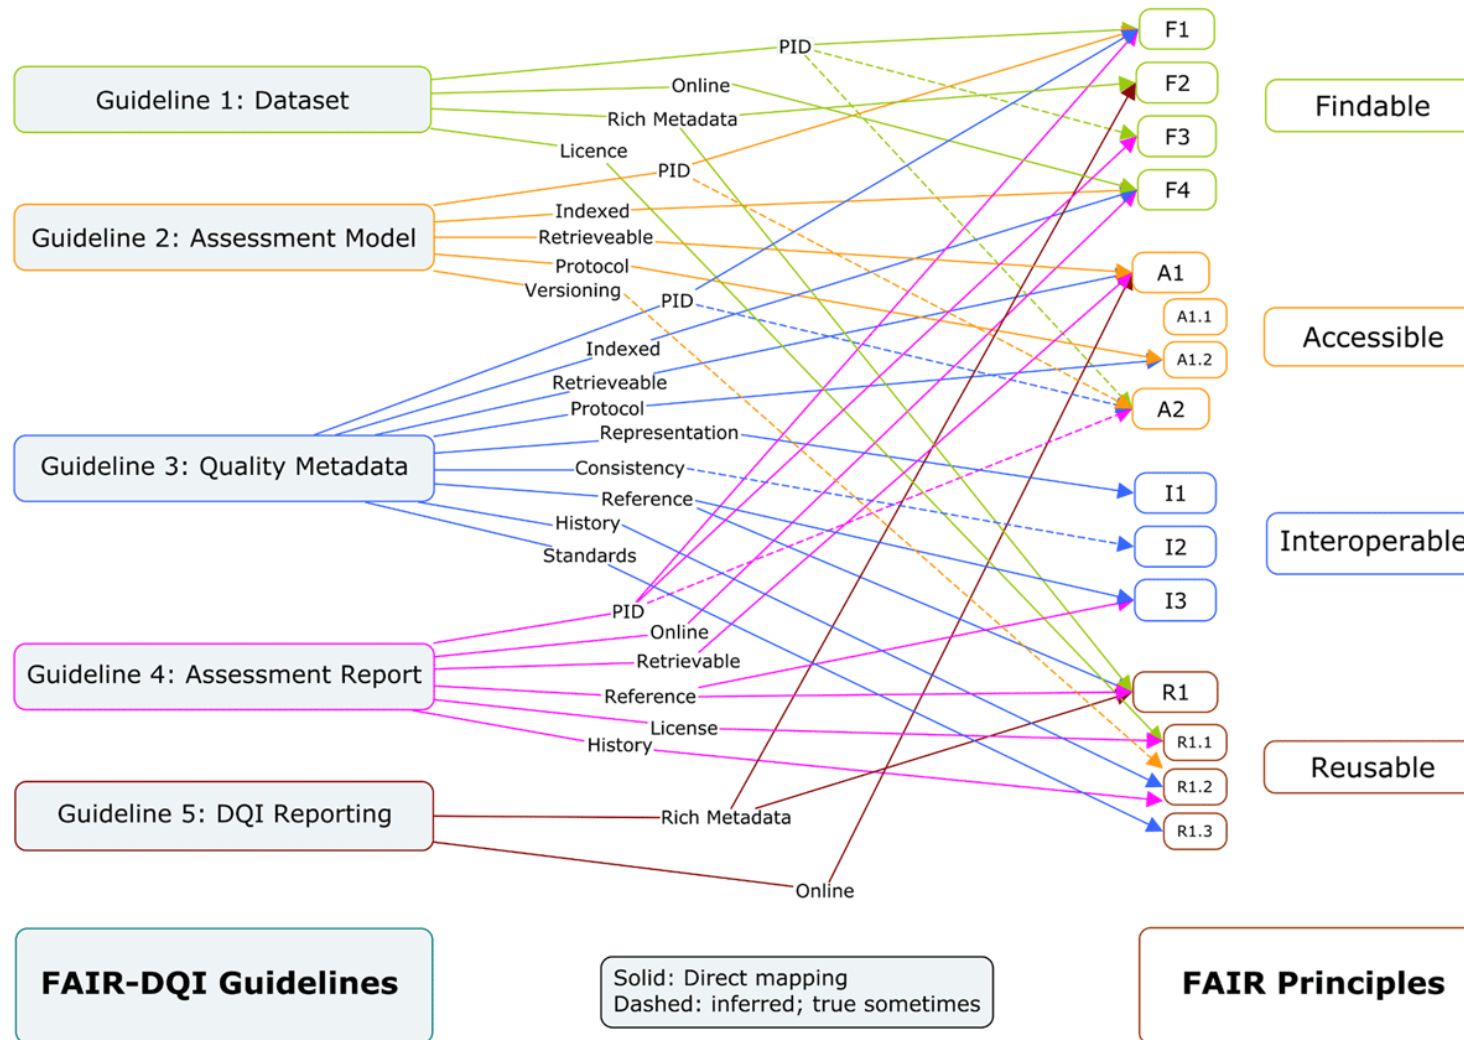 Guideline 1: Dataset
Guideline 2: Assessment Model
Guideline 3: Quality Metadata
Guideline 4: Assessment Report
Guideline 5: DQI Reporting
FAIR-DQI Guidelines
PID
Online
Rich Metadata
Licence
PID
Indexed
Retrieveable
Protocol
Versioning
PID
Indexed
Retrieveable
Protocol
Representation
Consistency
Reference
History
Standards
PID
Online
Retrievable
Reference
License
History
Rich Metadata
Online
Solid: Direct mapping
Dashed: inferred; true sometimes
F1
F2
F3
F4
A1
A1.1
A1.2
A2
I1
I2
I3
R1
R1.1
R1.2
R1.3
Findable
Accessible
Interoperable
Reusable
FAIR Principles